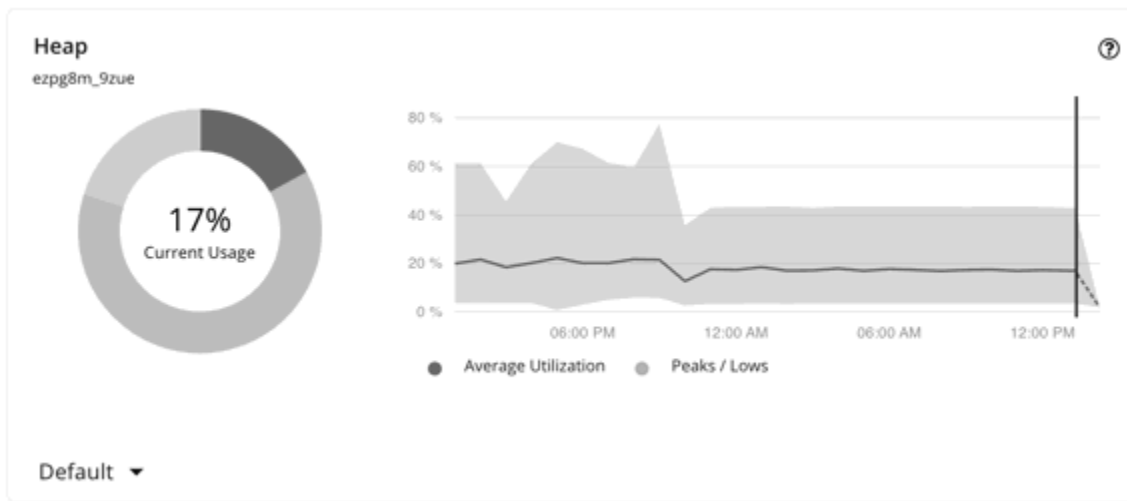 Heap
?
ezpg8m_9zue
17%
Current Usage
80 %
60 %
40 %
20 %
0 %
06:00 PM 12:00 AM 06:00 AM 12:00 PM
Average Utilization Peaks / Lows
Default